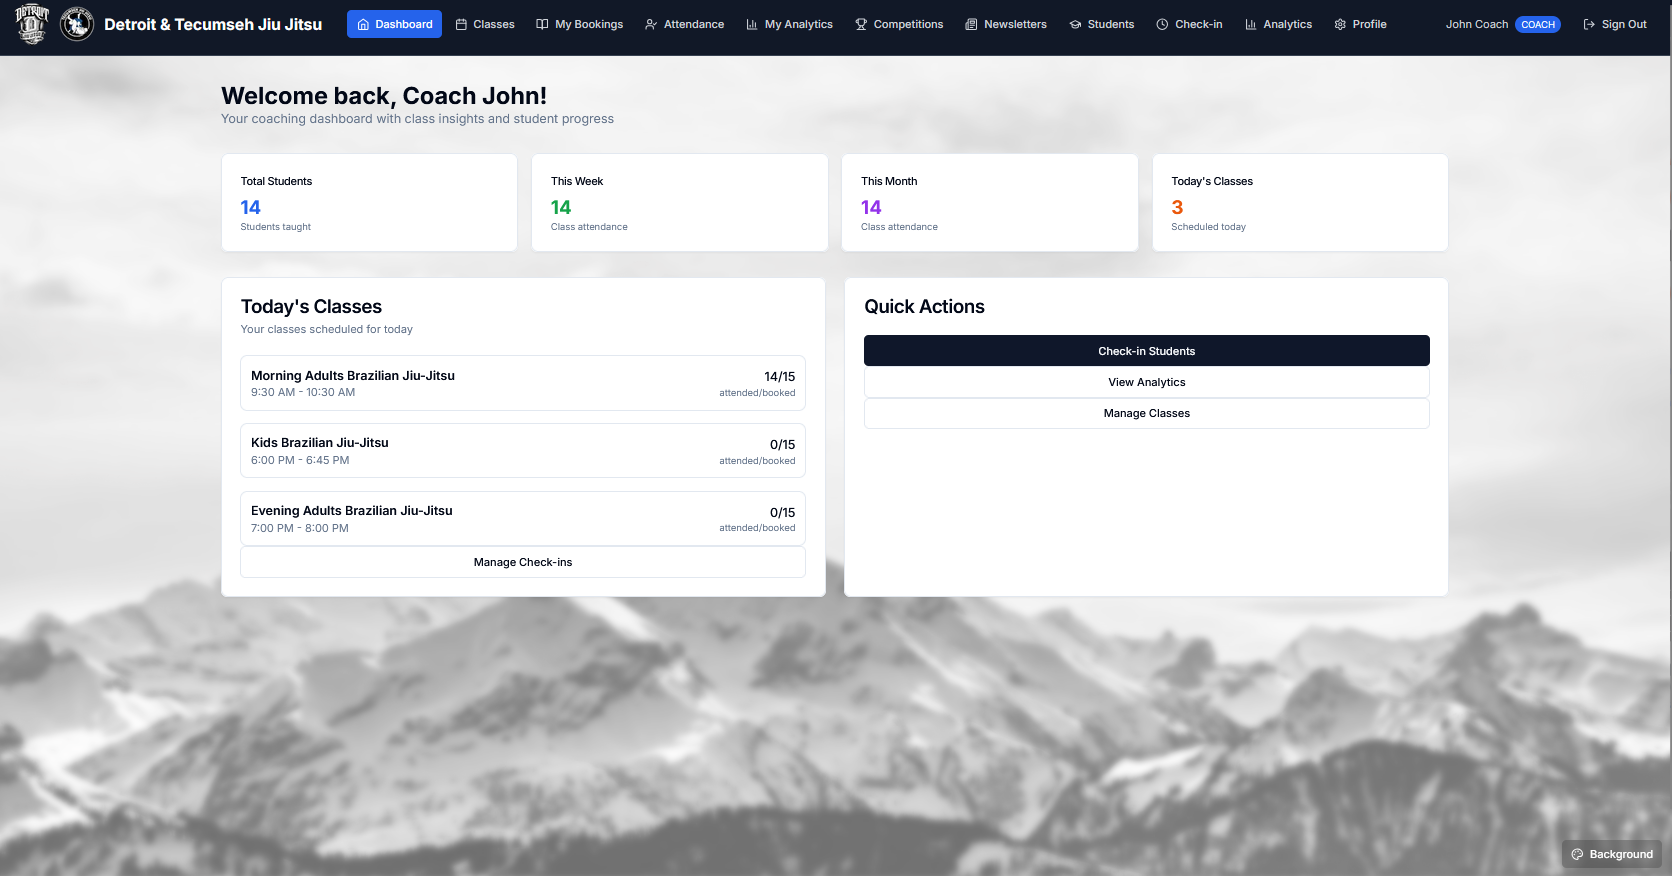 DETROIT
Detroit & Tecumseh Jiu Jitsu
Dashboard
Classes
My Bookings
Attendance
My Analytics
Competitions
Newsletters
Students
Check-in
Analytics
Profile
John Coach
COACH
Sign Out
Welcome back, Coach John!
Your coaching dashboard with class insights and student progress
Total Students
14
Students taught
This Week
14
Class attendance
This Month
14
Class attendance
Today's Classes
3
Scheduled today
Today's Classes
Your classes scheduled for today
Morning Adults Brazilian Jiu-Jitsu
9:30 AM - 10:30 AM
14/15
attended/booked
Kids Brazilian Jiu-Jitsu
6:00 PM - 6:45 PM
0/15
attended/booked
Evening Adults Brazilian Jiu-Jitsu
7:00 PM - 8:00 PM
0/15
attended/booked
Manage Check-ins
Quick Actions
Check-in Students
View Analytics
Manage Classes
Background